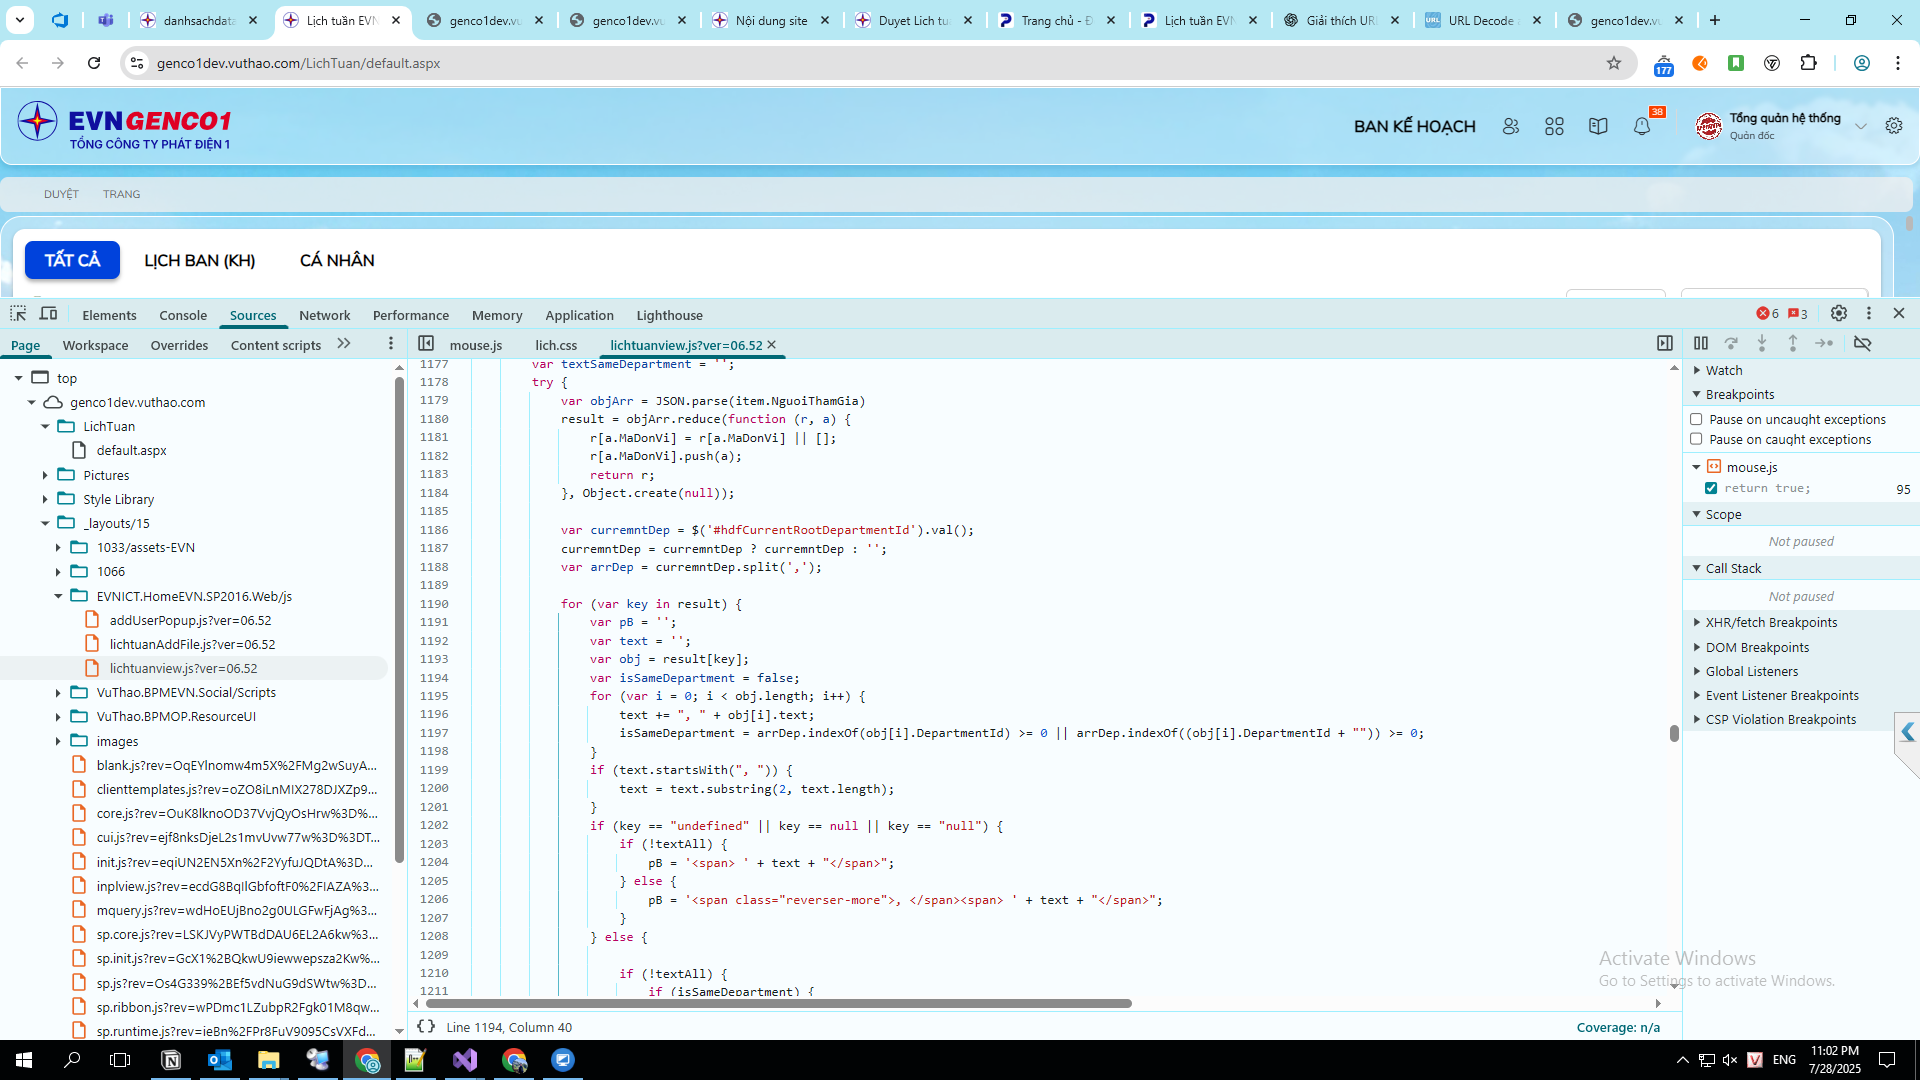 danhsachdata
Lịch tuần EVN
genco1dev.vu
genco1dev.vu
Nội dung site
Duyet Lich tu
Trang chủ - Đ
Lịch tuần EVN
Giải thích URL
URL Decode
genco1dev.vu
genco1dev.vuthao.com/LichTuan/default.aspx
177
EVNGENCO1
TỔNG CÔNG TY PHÁT ĐIỆN 1
BAN KẾ HOẠCH
38
Tổng quản hệ thống
Quản đốc
DUYỆT
TRANG
TẤT CẢ
LỊCH BAN (KH)
CÁ NHÂN
Elements
Console
Sources
Network
Performance
Memory
Application
Lighthouse
6
3
Page
Workspace
Overrides
Content scripts
mouse.js
lich.css
lichtuanview.js?ver=06.52
top
genco1dev.vuthao.com
LichTuan
default.aspx
Pictures
Style Library
_layouts/15
1033/assets-EVN
1066
EVNICT.HomeEVN.SP2016.Web/js
addUserPopup.js?ver=06.52
lichtuanAddFile.js?ver=06.52
lichtuanview.js?ver=06.52
VuThao.BPMEVN.Social/Scripts
VuThao.BPMOP.ResourceUI
images
blank.js?rev=OqEYlnomw4m5X%2FMg2wSuyA...
clienttemplates.js?rev=oZO8iLnMIX278DJXZp9...
core.js?rev=OuK8lknoOD37VvjQyOsHrw%3D%...
cui.js?rev=ejf8nksDjeL2s1mvUvw77w%3D%3DT...
init.js?rev=eqiUN2EN5Xn%2F2YyfuJQDtA%3D...
inplview.js?rev=ecdG8BqIlGbfoftF0%2FIAZA%3...
mquery.js?rev=wdHoEUjBno2g0ULGFwFjAg%3...
sp.core.js?rev=LSKJVyPWTBdDAU6EL2A6kw%3...
sp.init.js?rev=GcX1%2BQkwU9iewwepsza2Kw%...
sp.js?rev=Os4G339%2BEf5vdNuG9dSWtw%3D...
sp.ribbon.js?rev=wPDmc1LZubpR2Fgk01M8qw...
sp.runtime.js?rev=ieBn%2FPr8FuV9095CsVXFd...
1177 var textSameDepartment = '';
1178 try {
1179 var objArr = JSON.parse(item.NguoiThamGia)
1180 result = objArr.reduce(function (r, a) {
1181 r[a.MaDonVi] = r[a.MaDonVi] || [];
1182 r[a.MaDonVi].push(a);
1183 return r;
1184 }, Object.create(null));
1185
1186 var curremntDep = $('#hdfCurrentRootDepartmentId').val();
1187 curremntDep = curremntDep ? curremntDep : '';
1188 var arrDep = curremntDep.split(',');
1189
1190 for (var key in result) {
1191 var pB = '';
1192 var text = '';
1193 var obj = result[key];
1194 var isSameDepartment = false;
1195 for (var i = 0; i < obj.length; i++) {
1196 text += ", " + obj[i].text;
1197 isSameDepartment = arrDep.indexOf(obj[i].DepartmentId) >= 0 || arrDep.indexOf((obj[i].DepartmentId + "")) >= 0;
1198 }
1199 if (text.startsWith(", ")) {
1200 text = text.substring(2, text.length);
1201 }
1202 if (key == "undefined" || key == null || key == "null") {
1203 if (!textAll) {
1204 pB = '<span> ' + text + "</span>";
1205 } else {
1206 pB = '<span class="reverser-more">, </span><span> ' + text + "</span>";
1207 }
1208 } else {
1209
1210 if (!textAll) {
1211 if (isSameDepartment) {
Line 1194, Column 40
Coverage: n/a
Watch
Breakpoints
Pause on uncaught exceptions
Pause on caught exceptions
mouse.js
return true; 95
Scope
Not paused
Call Stack
Not paused
XHR/fetch Breakpoints
DOM Breakpoints
Global Listeners
Event Listener Breakpoints
CSP Violation Breakpoints
Activate Windows
Go to Settings to activate Windows.
ENG
11:02 PM
7/28/2025